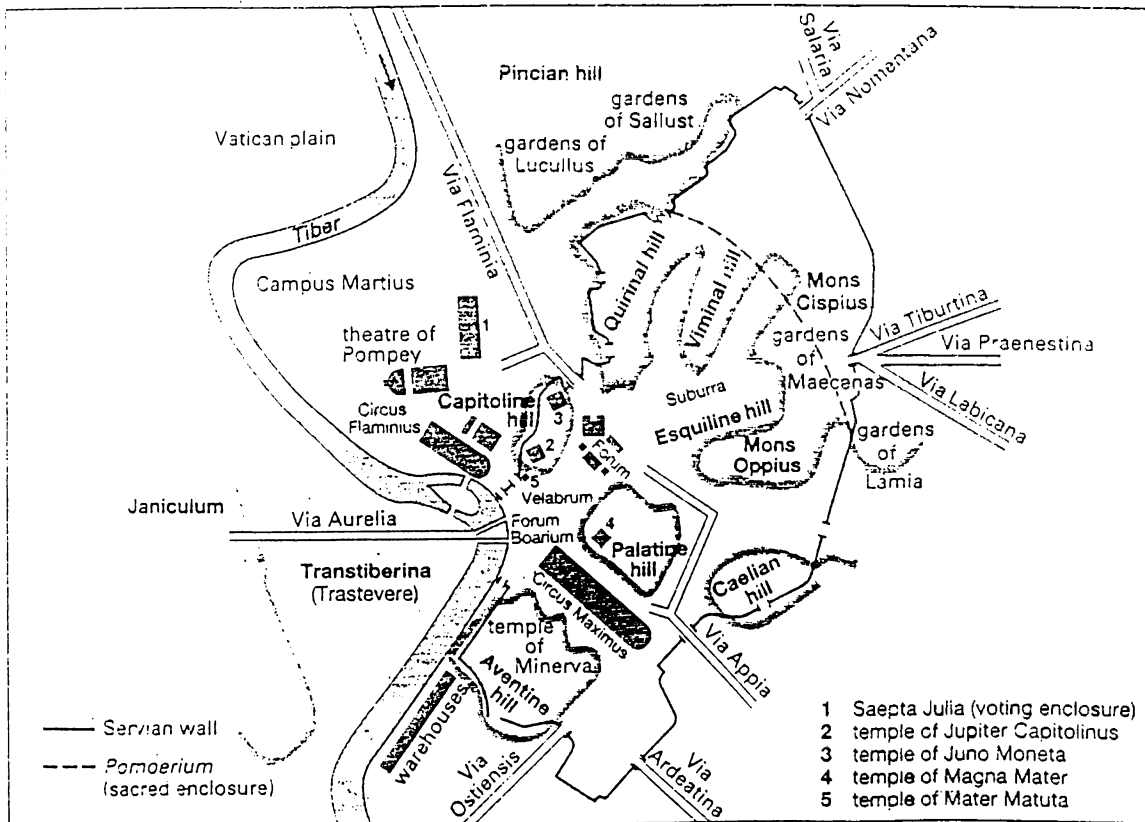 Via
Salaria
Via Nomentana
Pincian hill
gardens
of Sallust
gardens of
Lucullus
Vatican plain
Via Flaminia
Tiber
Campus Martius
1
Quirinal hill
Viminal hill
Mons
Cispius
Via Tiburtina
Via Praenestina
Via Labicana
gardens
of
Maecenas
theatre of
Pompey
Circus
Flaminius
Capitoline
hill
3
2
5
Forum
Suburra
Esquiline hill
Mons
Oppius
gardens
of
Lamia
Janiculum
Via Aurelia
Velabrum
Forum
Boarium
4
Palatine
hill
Caelian
hill
Transtiberina
(Trastevere)
Circus Maximus
temple
of
Minerva
Aventine
hill
Via Appia
warehouses
Via
Ostiensis
Via
Ardeatina
Servian wall
Pomoerium
(sacred enclosure)
1 Saepta Julia (voting enclosure)
2 temple of Jupiter Capitolinus
3 temple of Juno Moneta
4 temple of Magna Mater
5 temple of Mater Matuta